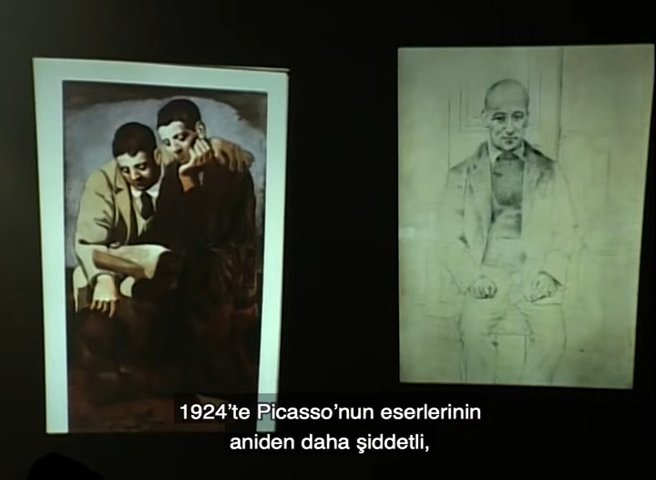 1924’te Picasso’nun eserlerinin
aniden daha şiddetli,